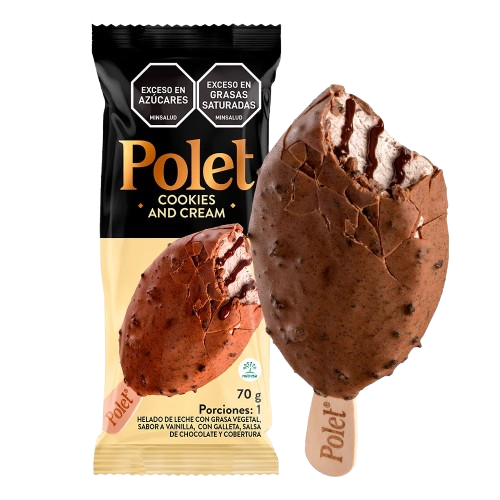 EXCESO EN
AZÚCARES
MINSALUD
EXCESO EN
GRASAS
SATURADAS
MINSALUD
Polet
COOKIES
AND CREAM
Polet®
70 g
Porciones: 1
HELADO DE LECHE CON GRASA VEGETAL,
SABOR A VAINILLA, CON GALLETA, SALSA
DE CHOCOLATE Y COBERTURA
Polet®